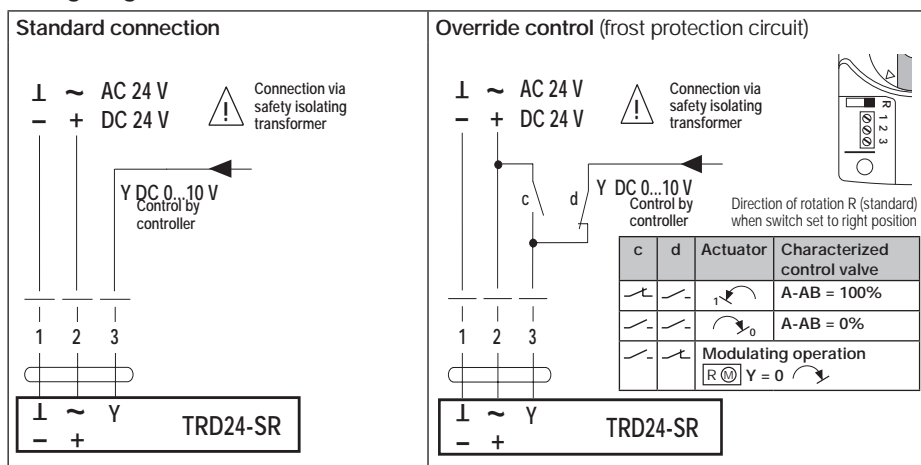 Standard connection
⊥ ~ AC 24 V
– + DC 24 V
Connection via
safety isolating
transformer
Y DC 0...10 V
Control by
controller
1 2 3
⊥ ~ Y
– +
TRD24-SR
Override control (frost protection circuit)
⊥ ~ AC 24 V
– + DC 24 V
Connection via
safety isolating
transformer
c d Y DC 0...10 V
Control by
controller
R 1 2 3
Direction of rotation R (standard)
when switch set to right position
c d Actuator Characterized
control valve
1 A-AB = 100%
0 A-AB = 0%
Modulating operation
R M Y = 0
1 2 3
⊥ ~ Y
– +
TRD24-SR